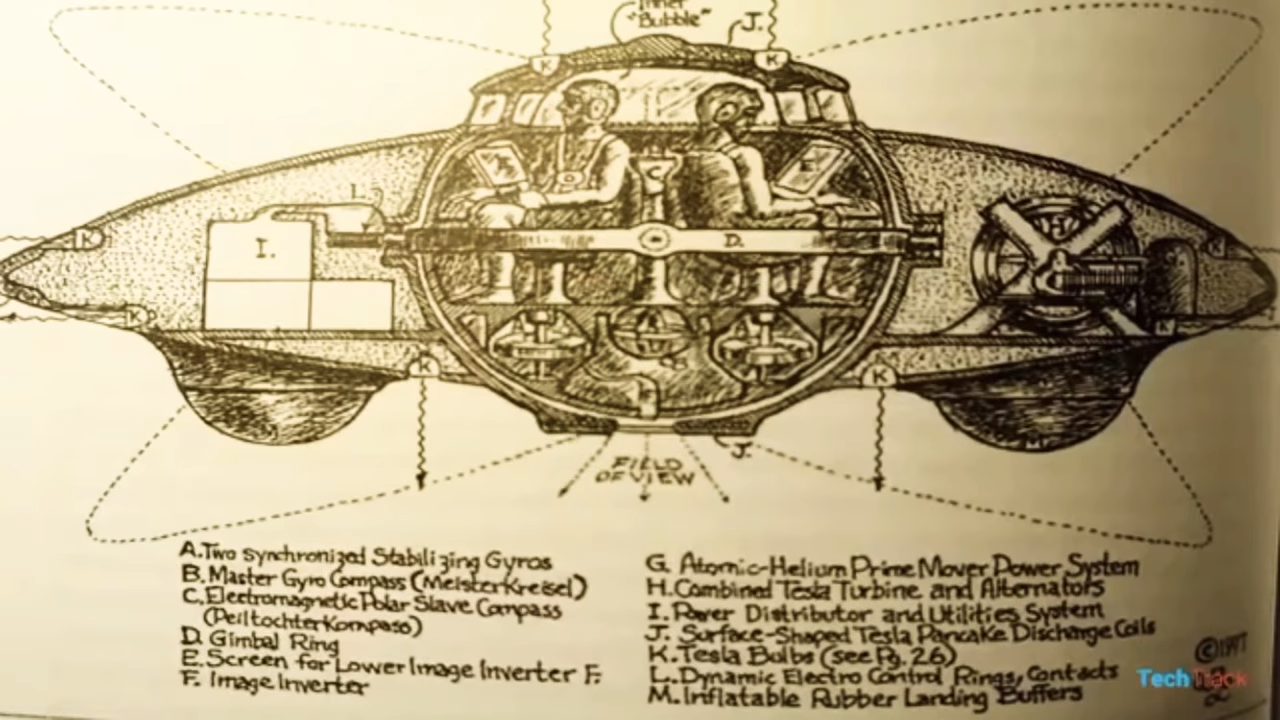 Inner
"Bubble"
J.
K
K
I.
L
E
C
E
D.
H
K
K
K
K
K
K
A
A
M
J.
FIELD
OF VIEW
A. Two synchronized Stabilizing Gyros
B. Master Gyro Compass (Meisterkreisel)
C. Electromagnetic Polar Slave Compass
(Peiltochterkompass)
D. Gimbal Ring
E. Screen for Lower Image Inverter F.
F. Image Inverter
G. Atomic-Helium Prime Mover Power System
H. Combined Tesla Turbine and Alternators
I. Power Distributor and Utilities System
J. Surface-Shaped Tesla Pancake Discharge Coils
K. Tesla Bulbs (see Pg. 26)
L. Dynamic Electro Control Rings, Contacts
M. Inflatable Rubber Landing Buffers
©1997
TechTrack